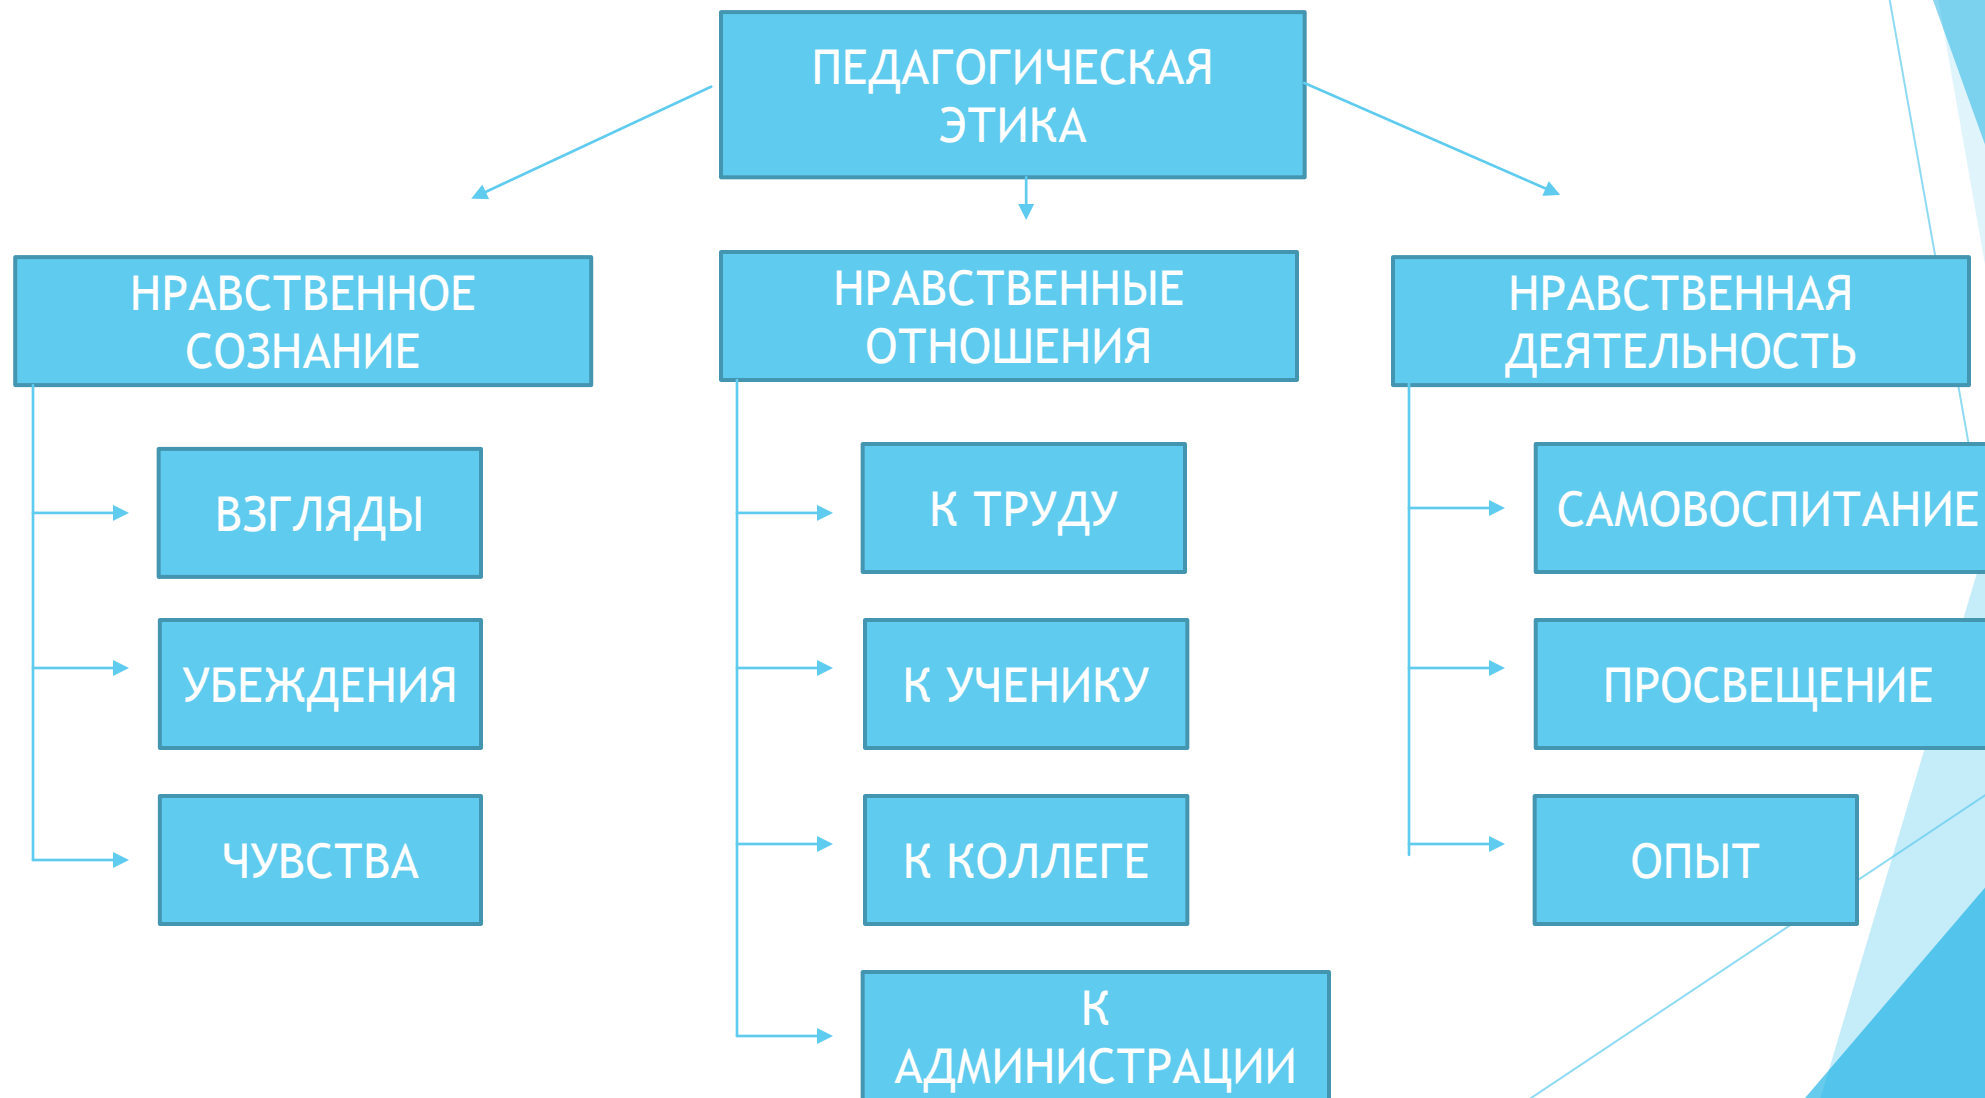 ПЕДАГОГИЧЕСКАЯ
ЭТИКА
НРАВСТВЕННОЕ
СОЗНАНИЕ
ВЗГЛЯДЫ
УБЕЖДЕНИЯ
ЧУВСТВА
НРАВСТВЕННЫЕ
ОТНОШЕНИЯ
К ТРУДУ
К УЧЕНИКУ
К КОЛЛЕГЕ
К
АДМИНИСТРАЦИИ
НРАВСТВЕННАЯ
ДЕЯТЕЛЬНОСТЬ
САМОВОСПИТАНИЕ
ПРОСВЕЩЕНИЕ
ОПЫТ